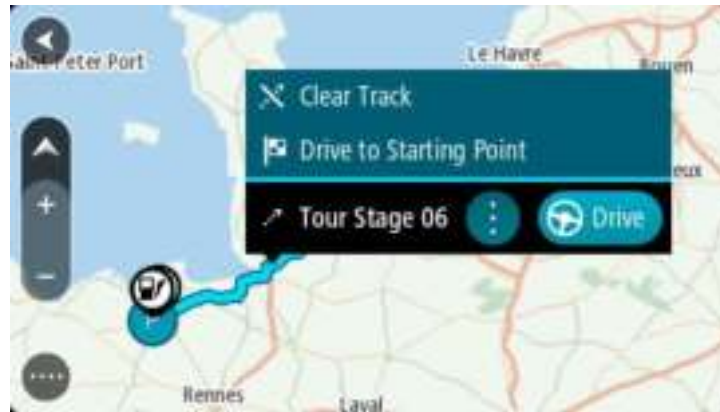 Saint Peter Port
Le Havre
Rouen
Clear Track
Drive to Starting Point
Tour Stage 06
Drive
Rennes
Laval